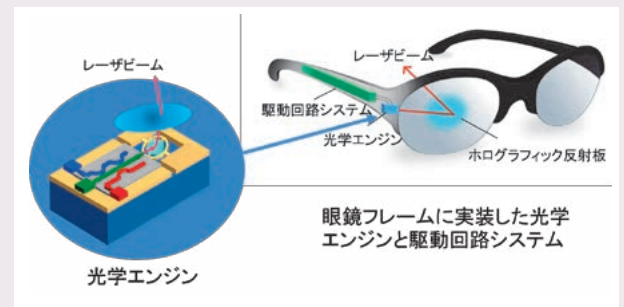 レーザビーム
光学エンジン
レーザビーム
駆動回路システム
光学エンジン
ホログラフィック反射板
眼鏡フレームに実装した光学
エンジンと駆動回路システム